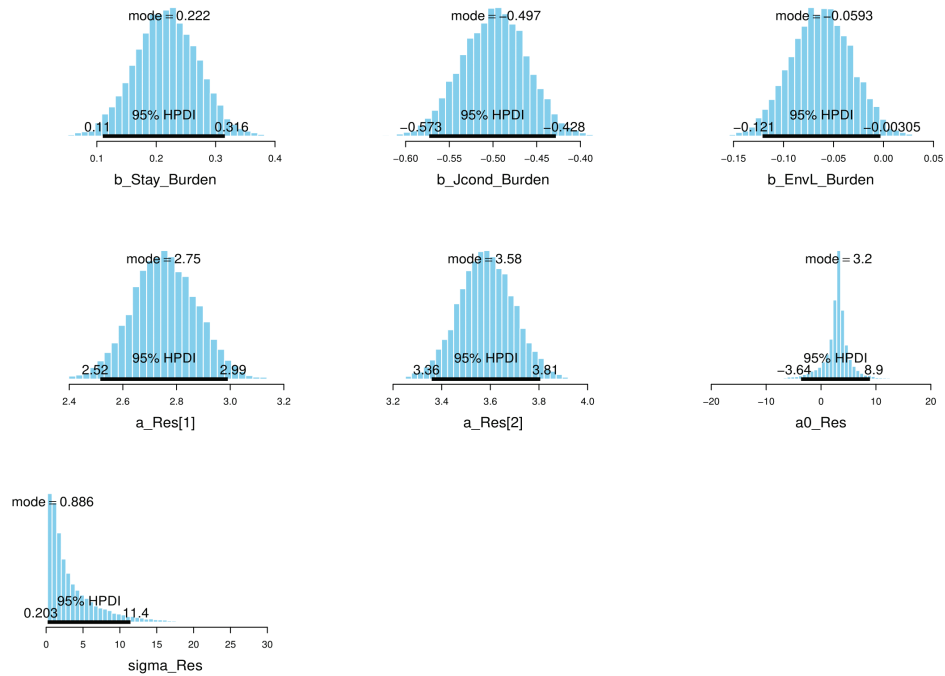 mode = 0.222
95% HPDI
0.11 0.316
0.1 0.2 0.3 0.4
b_Stay_Burden
mode = −0.497
95% HPDI
−0.573 −0.428
−0.60 −0.55 −0.50 −0.45 −0.40
b_Jcond_Burden
mode = −0.0593
95% HPDI
−0.121 −0.00305
−0.15 −0.10 −0.05 0.00 0.05
b_EnvL_Burden
mode = 2.75
95% HPDI
2.52 2.99
2.4 2.6 2.8 3.0 3.2
a_Res[1]
mode = 3.58
95% HPDI
3.36 3.81
3.2 3.4 3.6 3.8 4.0
a_Res[2]
mode = 3.2
95% HPDI
−3.64 8.9
−20 −10 0 10 20
a0_Res
mode = 0.886
95% HPDI
0.203 11.4
0 5 10 15 20 25 30
sigma_Res